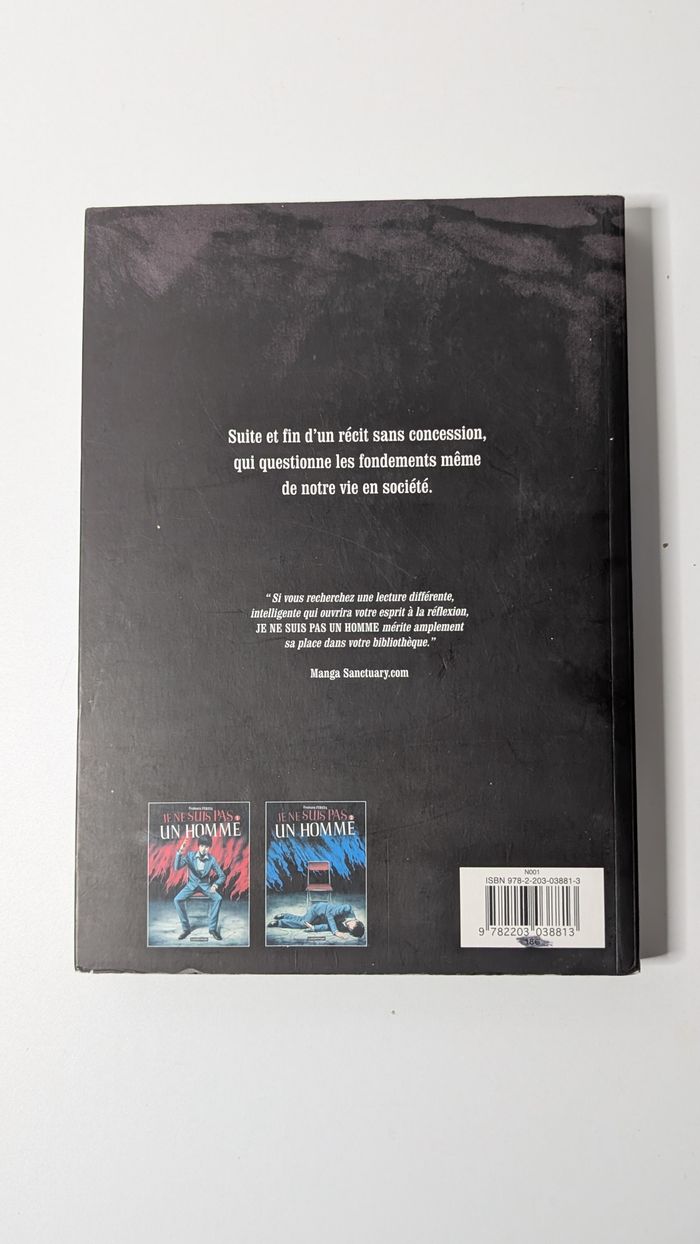 Suite et fin d'un récit sans concession,
qui questionne les fondements même
de notre vie en société.
“ Si vous recherchez une lecture différente,
intelligente qui ouvrira votre esprit à la réflexion,
JE NE SUIS PAS UN HOMME mérite amplement
sa place dans votre bibliothèque.”
Manga Sanctuary.com
JE NE SUIS PAS
UN HOMME
JE NE SUIS PAS
UN HOMME
N001
ISBN 978-2-203-03881-3
9 782203 038813